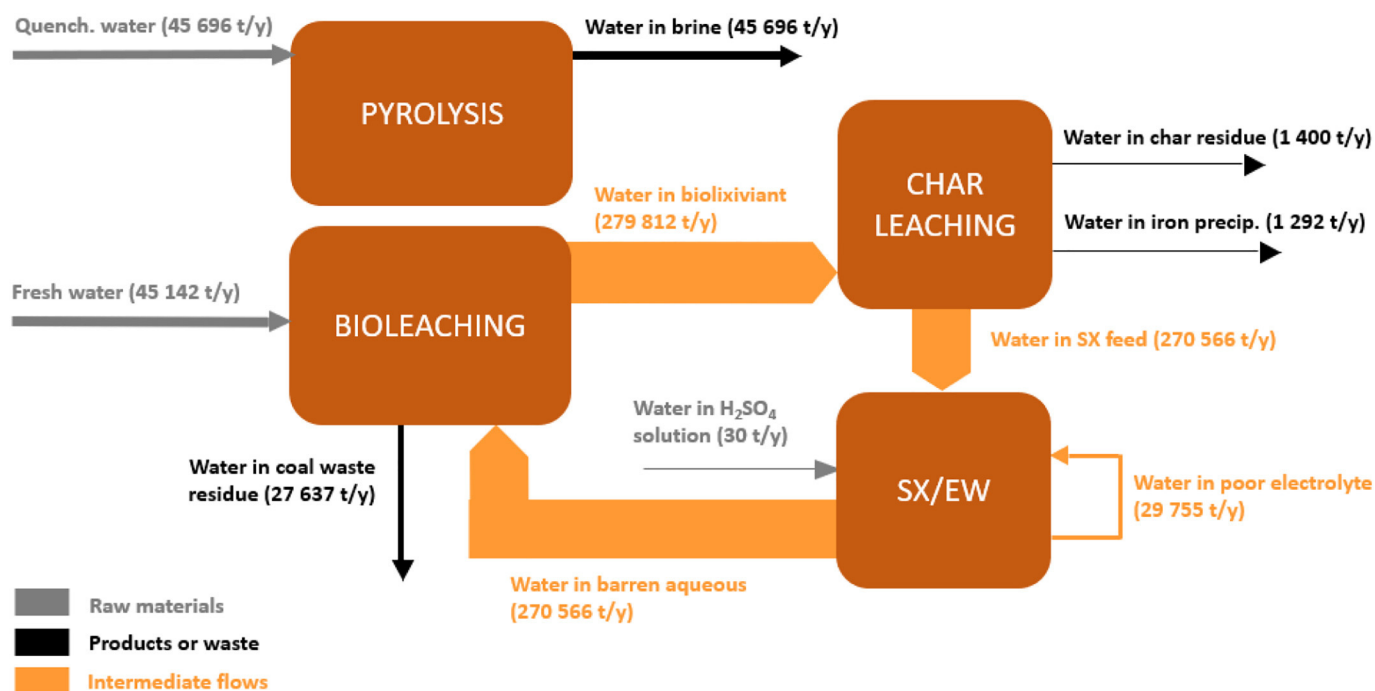 Quench. water (45 696 t/y)
Water in brine (45 696 t/y)
PYROLYSIS
Water in char residue (1 400 t/y)
CHAR
LEACHING
Water in biolixiviant
(279 812 t/y)
Water in iron precip. (1 292 t/y)
Fresh water (45 142 t/y)
BIOLEACHING
Water in SX feed (270 566 t/y)
Water in H₂SO₄
solution (30 t/y)
Water in coal waste
residue (27 637 t/y)
SX/EW
Water in poor electrolyte
(29 755 t/y)
Water in barren aqueous
(270 566 t/y)
Raw materials
Products or waste
Intermediate flows